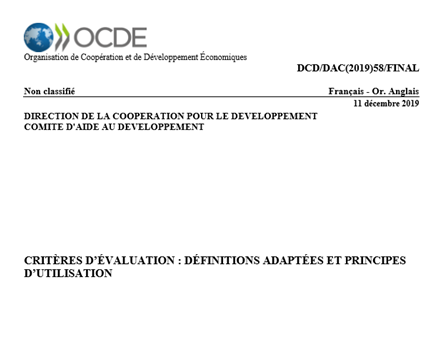 OCDE
Organisation de Coopération et de Développement Économiques
DCD/DAC(2019)58/FINAL
Non classifié Français - Or. Anglais
11 décembre 2019
DIRECTION DE LA COOPERATION POUR LE DEVELOPPEMENT
COMITE D'AIDE AU DEVELOPPEMENT
CRITÈRES D’ÉVALUATION : DÉFINITIONS ADAPTÉES ET PRINCIPES
D’UTILISATION